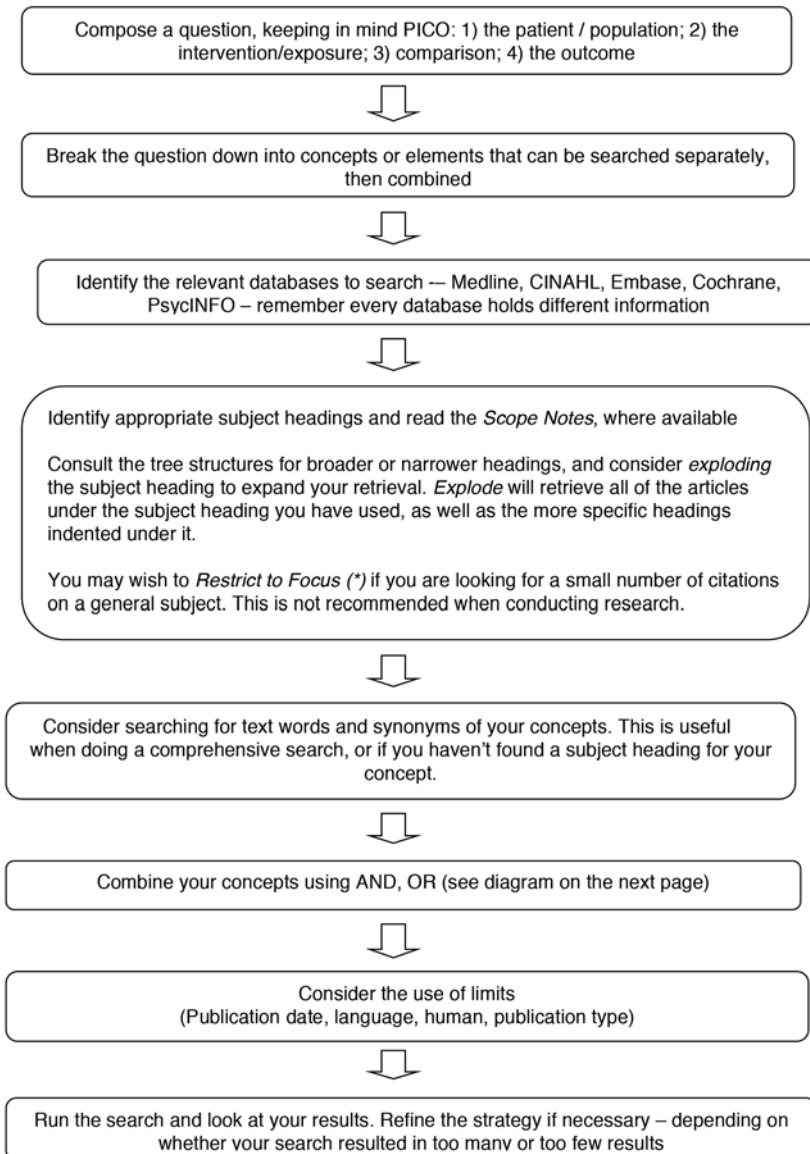 Compose a question, keeping in mind PICO: 1) the patient / population; 2) the
intervention/exposure; 3) comparison; 4) the outcome
Break the question down into concepts or elements that can be searched separately,
then combined
Identify the relevant databases to search -– Medline, CINAHL, Embase, Cochrane,
PsycINFO – remember every database holds different information
Identify appropriate subject headings and read the Scope Notes, where available
Consult the tree structures for broader or narrower headings, and consider exploding
the subject heading to expand your retrieval. Explode will retrieve all of the articles
under the subject heading you have used, as well as the more specific headings
indented under it.
You may wish to Restrict to Focus (*) if you are looking for a small number of citations
on a general subject. This is not recommended when conducting research.
Consider searching for text words and synonyms of your concepts. This is useful
when doing a comprehensive search, or if you haven't found a subject heading for your
concept.
Combine your concepts using AND, OR (see diagram on the next page)
Consider the use of limits
(Publication date, language, human, publication type)
Run the search and look at your results. Refine the strategy if necessary – depending on
whether your search resulted in too many or too few results